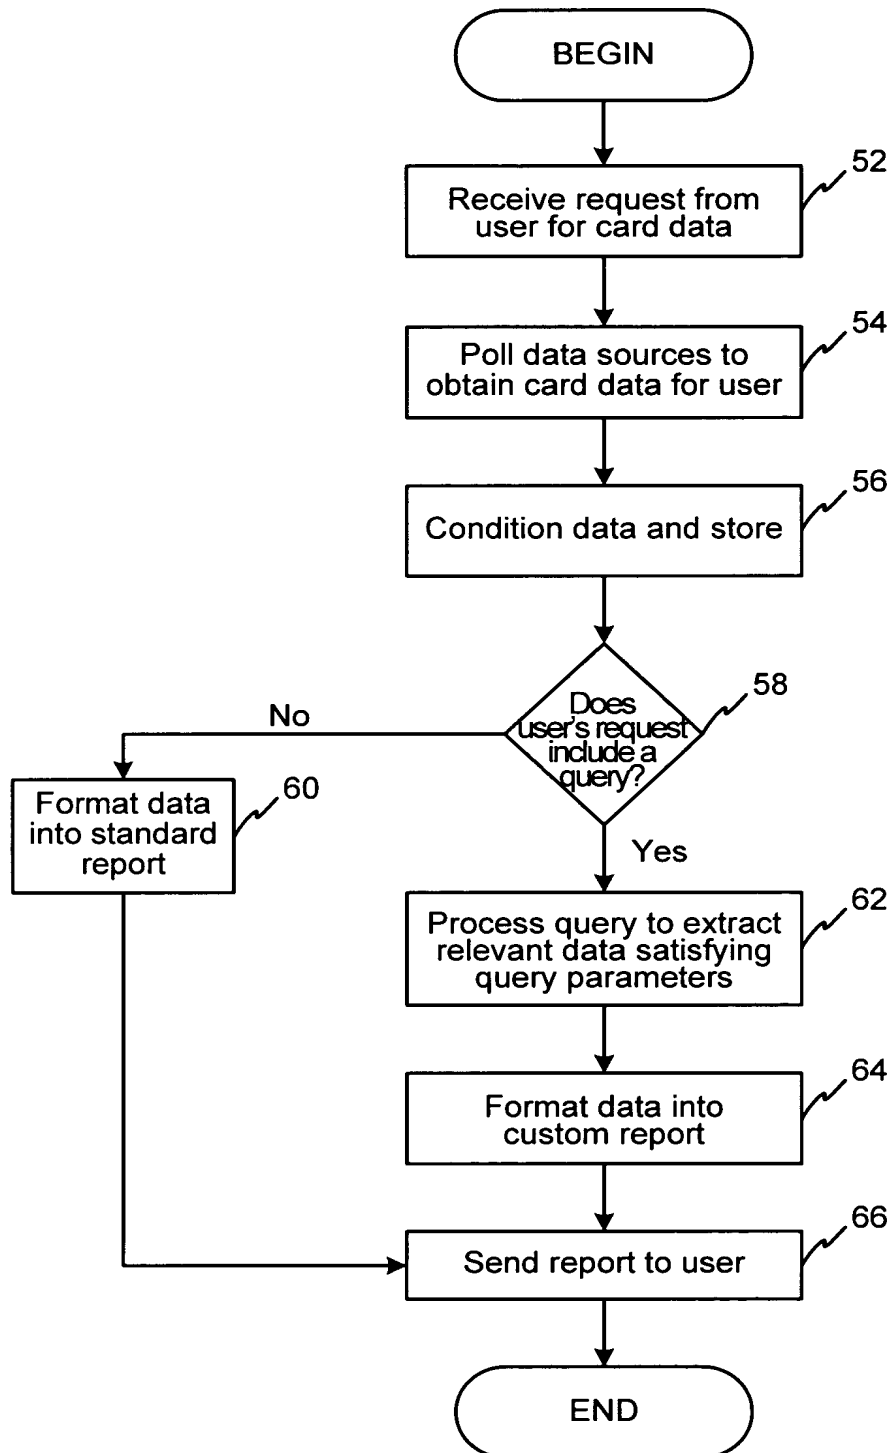 BEGIN
52
Receive request from
user for card data
54
Poll data sources to
obtain card data for user
56
Condition data and store
58
Does
user's request
include a
query?
No
60
Format data
into standard
report
Yes
62
Process query to extract
relevant data satisfying
query parameters
64
Format data into
custom report
66
Send report to user
END